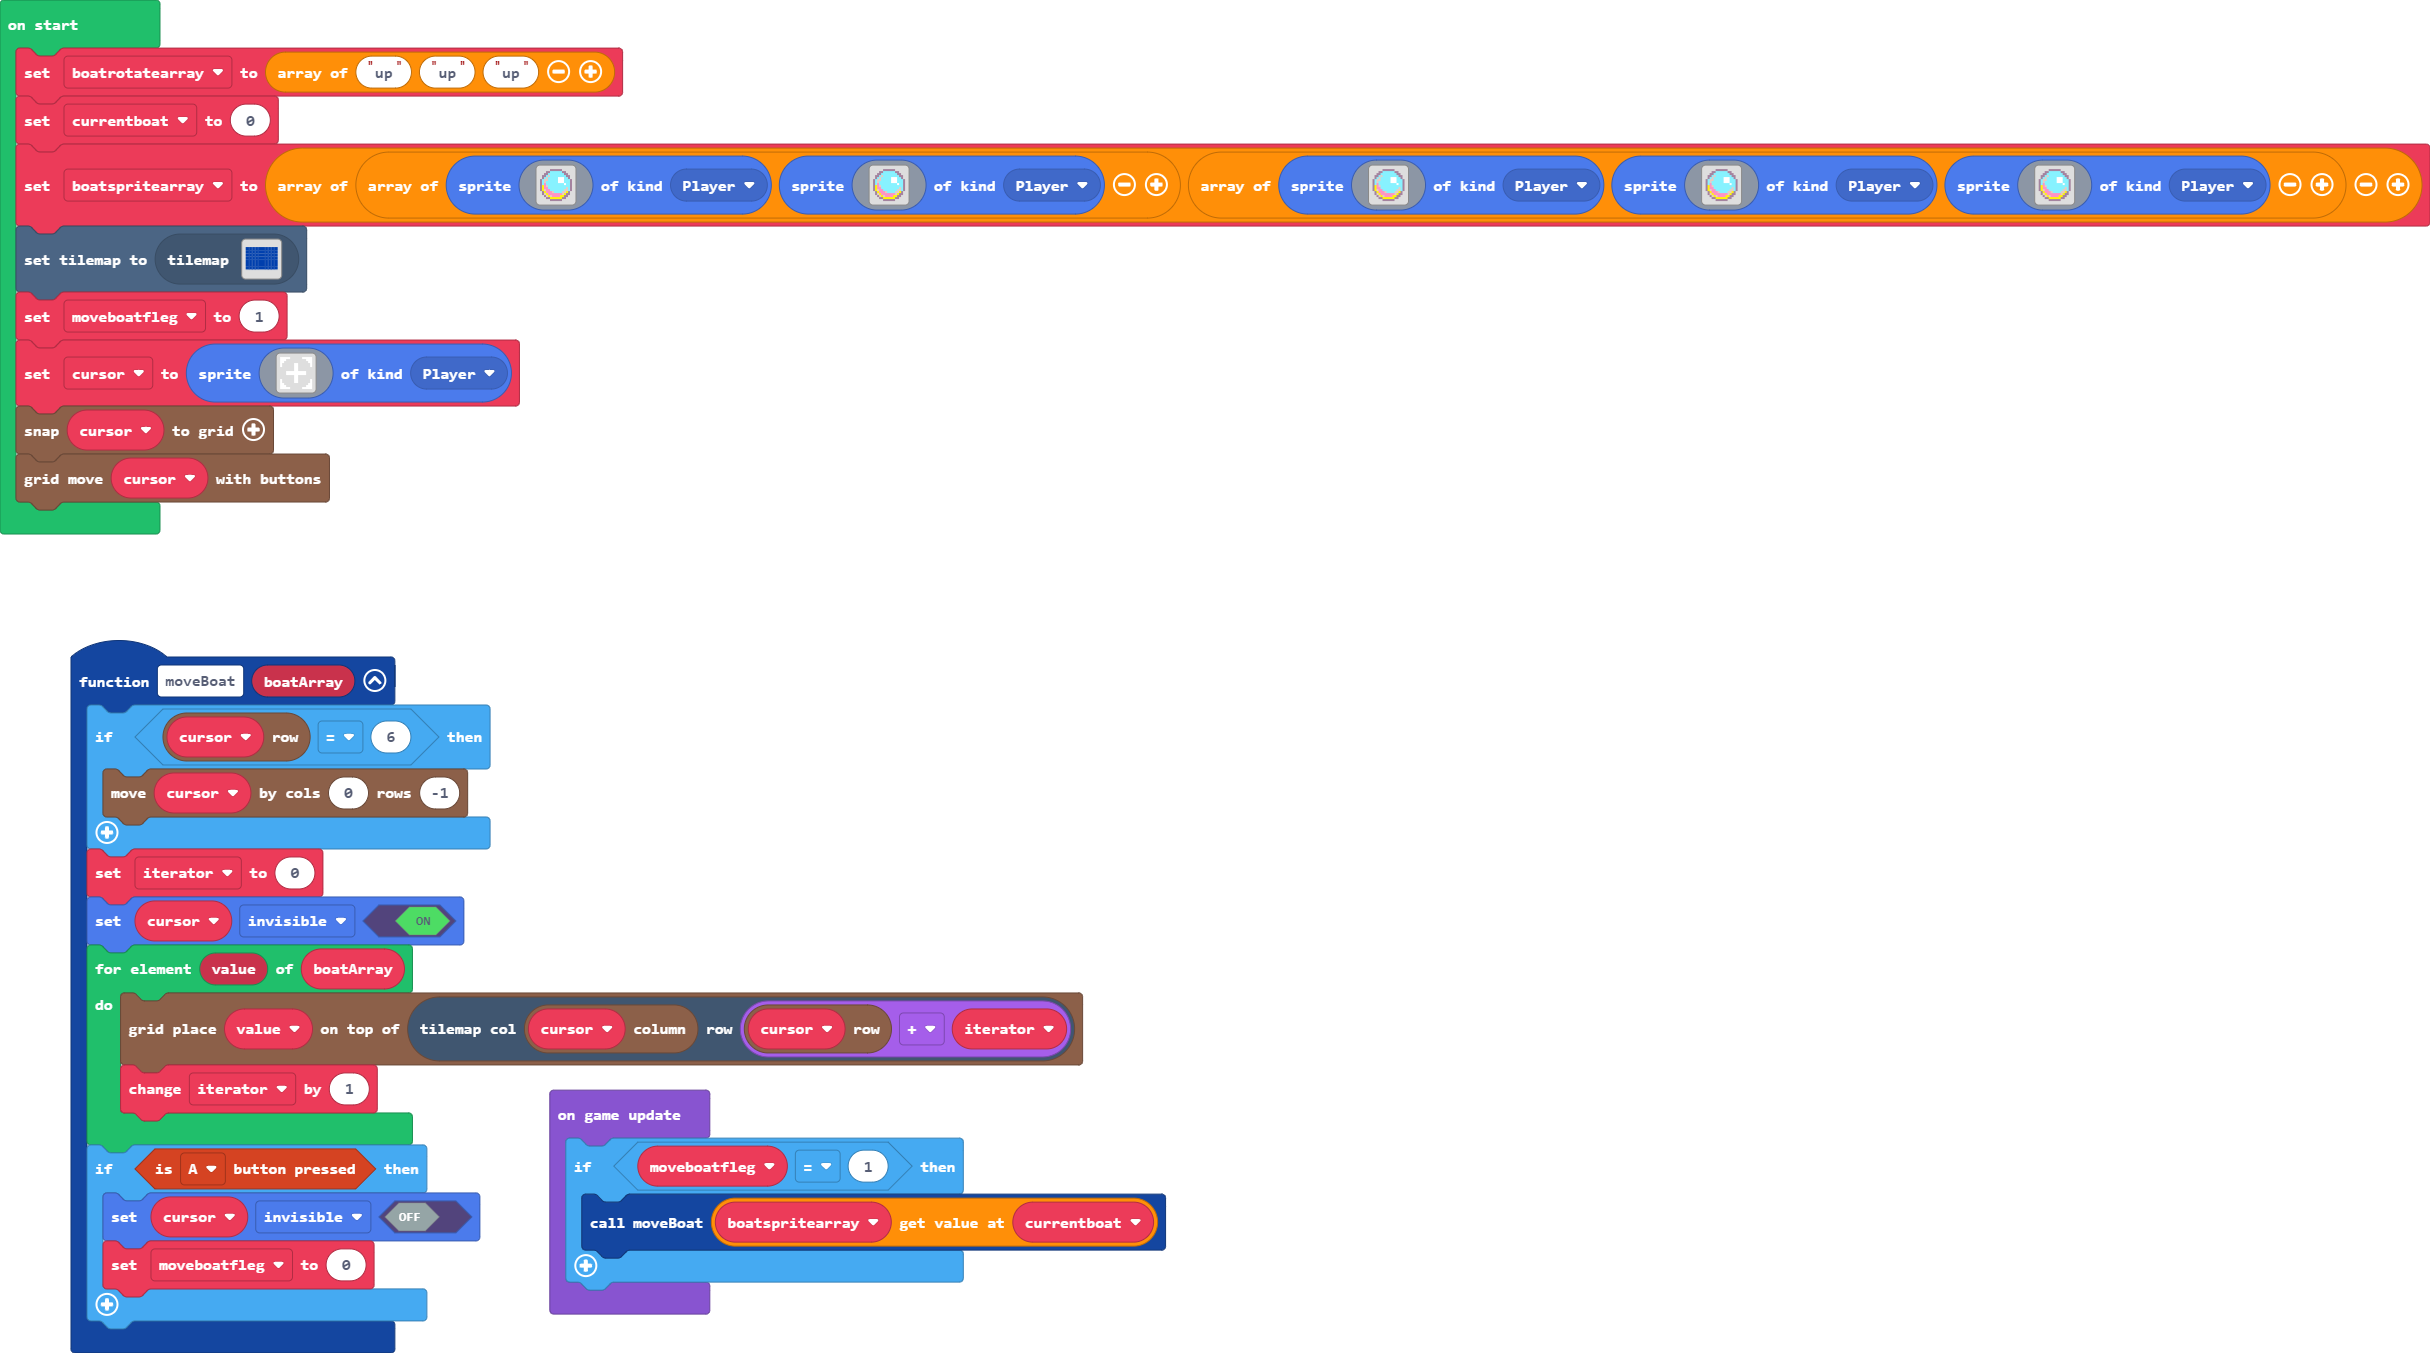 on start
set boatrotatearray to array of "up" "up" "up"
set currentboat to 0
set boatspritearray to array of array of sprite of kind Player sprite of kind Player array of sprite of kind Player sprite of kind Player sprite of kind Player
set tilemap to tilemap
set moveboatfleg to 1
set cursor to sprite of kind Player
snap cursor to grid
grid move cursor with buttons
function moveBoat boatArray
if cursor row = 6 then
move cursor by cols 0 rows -1
set iterator to 0
set cursor invisible ON
for element value of boatArray
do
grid place value on top of tilemap col cursor column row cursor row + iterator
change iterator by 1
if is A button pressed then
set cursor invisible OFF
set moveboatfleg to 0
on game update
if moveboatfleg = 1 then
call moveBoat boatspritearray get value at currentboat